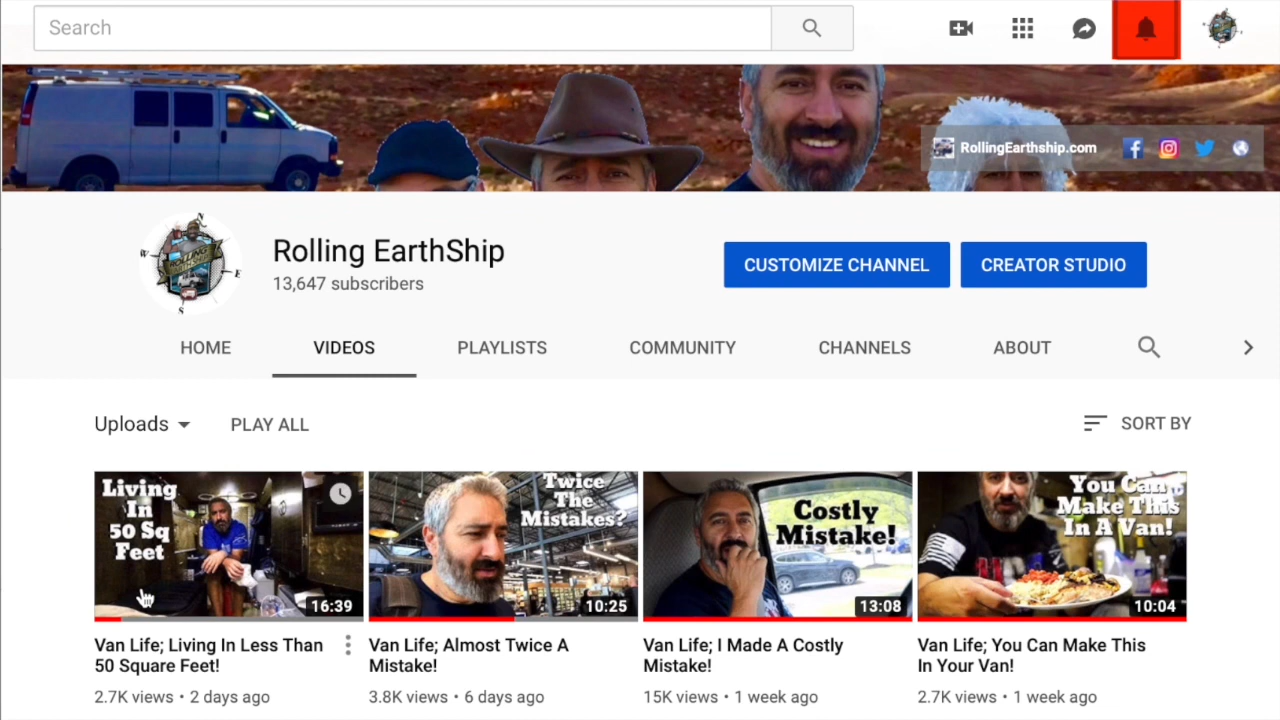 Search
RollingEarthship.com
N
W
E
S
Rolling EarthShip
13,647 subscribers
CUSTOMIZE CHANNEL
CREATOR STUDIO
HOME
VIDEOS
PLAYLISTS
COMMUNITY
CHANNELS
ABOUT
Uploads
PLAY ALL
SORT BY
Living
In
50 Sq
Feet
16:39
Twice
The
Mistakes?
10:25
Costly
Mistake!
13:08
You Can
Make This
In A Van!
10:04
Van Life; Living In Less Than
50 Square Feet!
2.7K views • 2 days ago
Van Life; Almost Twice A
Mistake!
3.8K views • 6 days ago
Van Life; I Made A Costly
Mistake!
15K views • 1 week ago
Van Life; You Can Make This
In Your Van!
2.7K views • 1 week ago